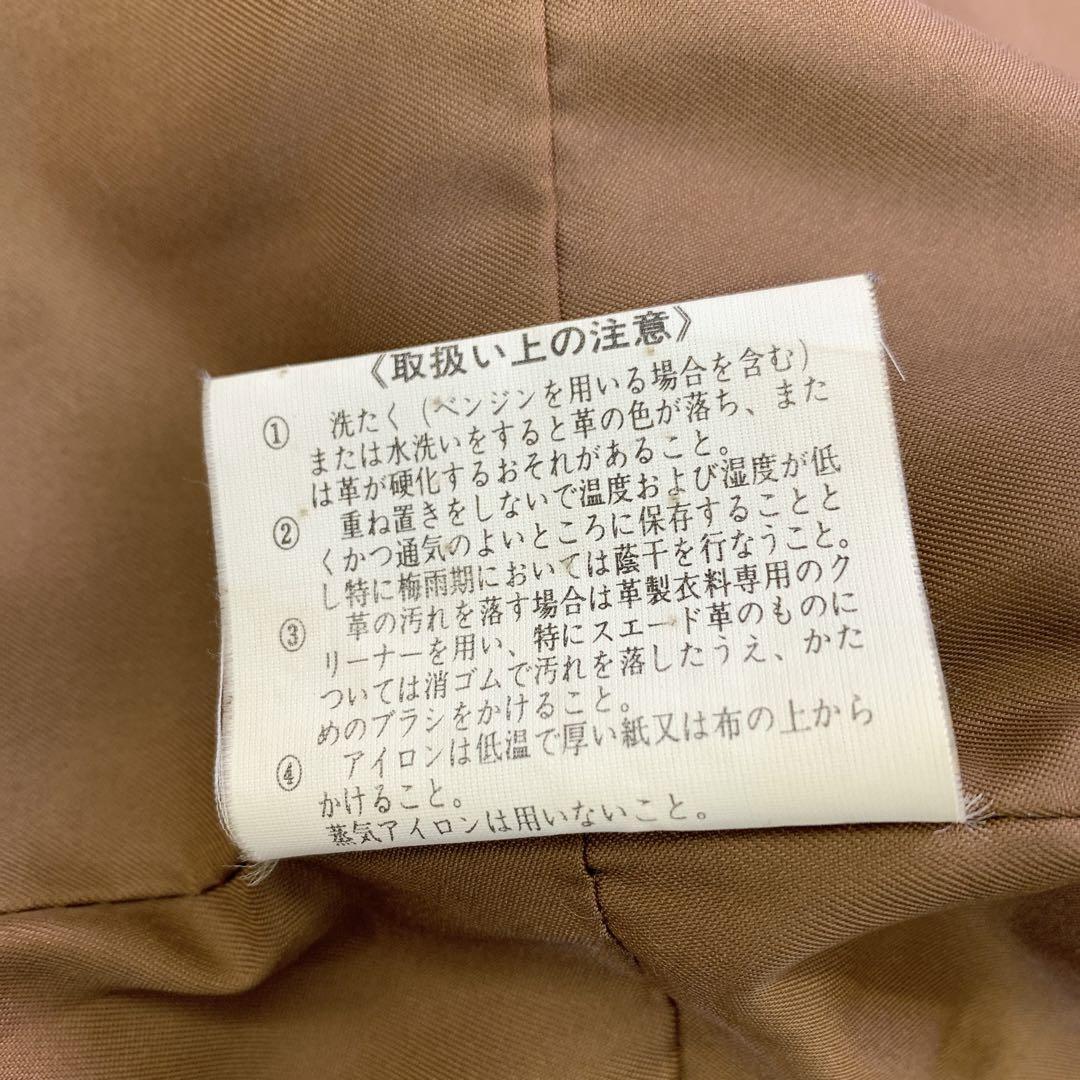 《取扱い上の注意》
① 洗たく(ベンジンを用いる場合を含む)
または水洗いをすると革の色が落ち、また
は革が硬化するおそれがあること。
② 重ね置きをしないで温度および湿度が低
くかつ通気のよいところに保存することと
し特に梅雨期においては蔭干を行なうこと。
③ 革の汚れを落す場合は革製衣料専用のク
リーナーを用い、特にスエード革のものに
ついては消ゴムで汚れを落したうえ、かた
めのブラシをかけること。
④ アイロンは低温で厚い紙又は布の上から
かけること。
蒸気アイロンは用いないこと。